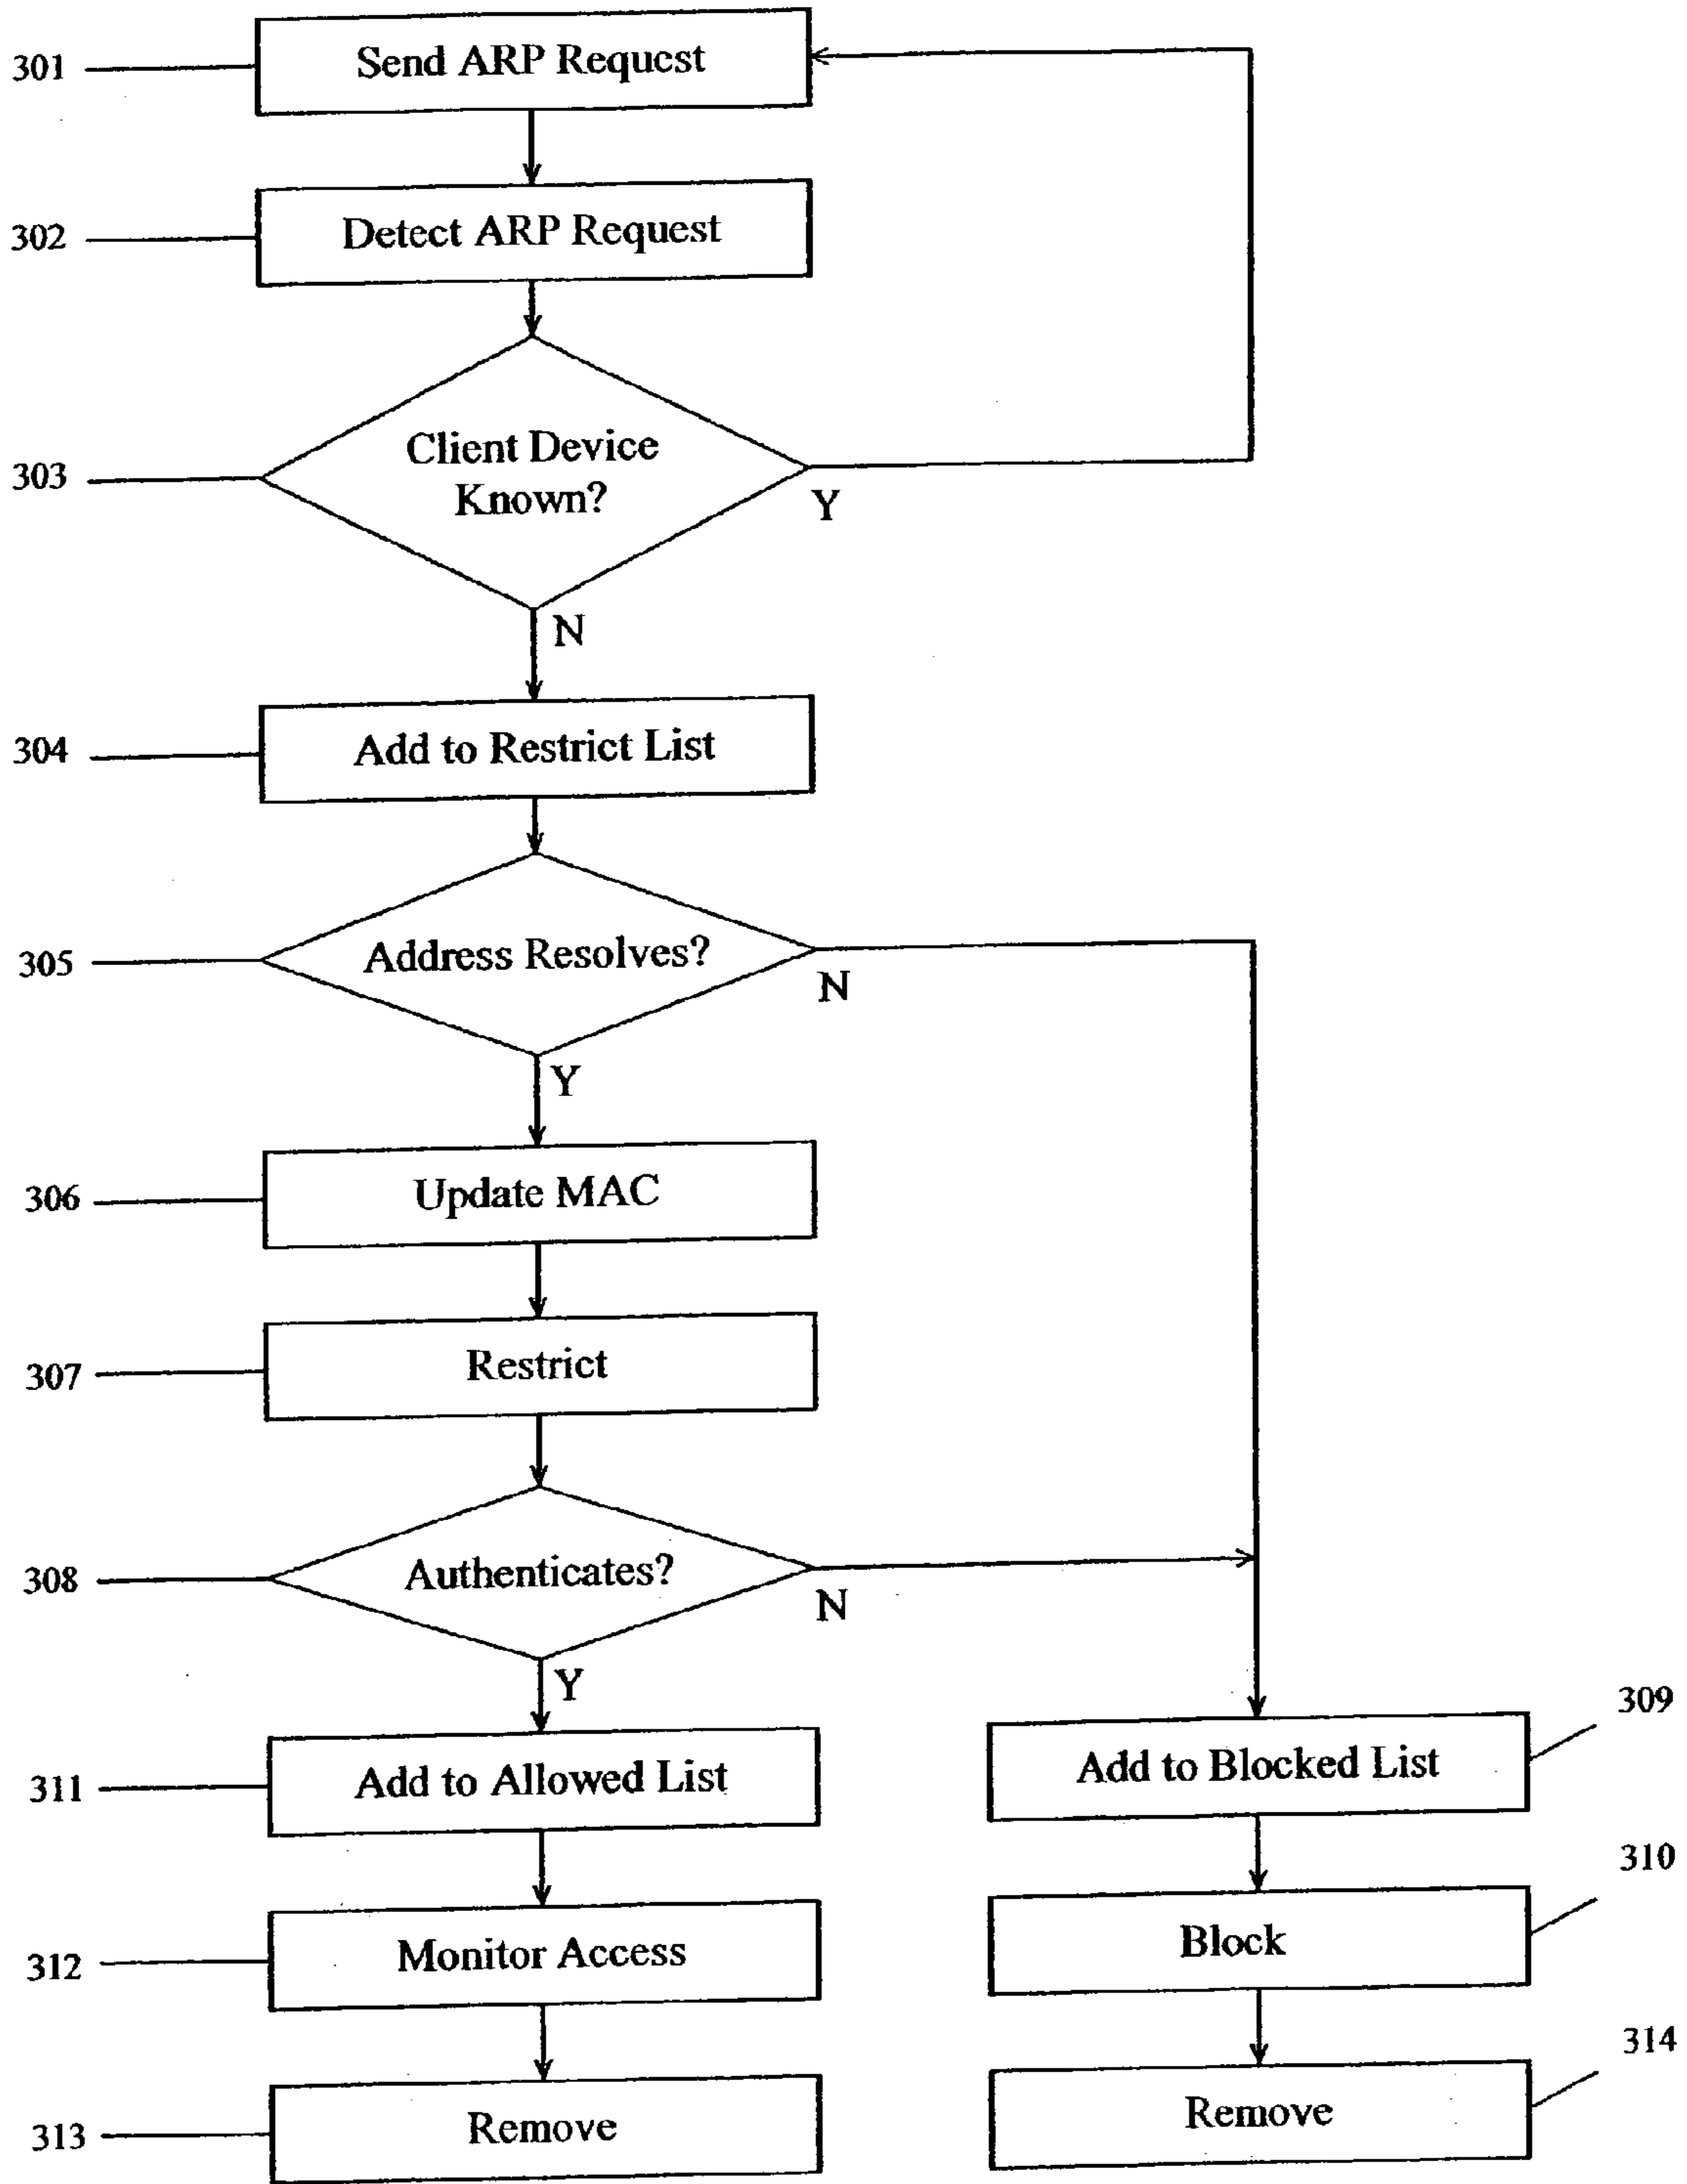 301
Send ARP Request
302
Detect ARP Request
303
Client Device
Known?
Y
N
304
Add to Restrict List
305
Address Resolves?
N
Y
306
Update MAC
307
Restrict
308
Authenticates?
N
Y
309
311
Add to Allowed List
Add to Blocked List
310
312
Monitor Access
Block
314
313
Remove
Remove